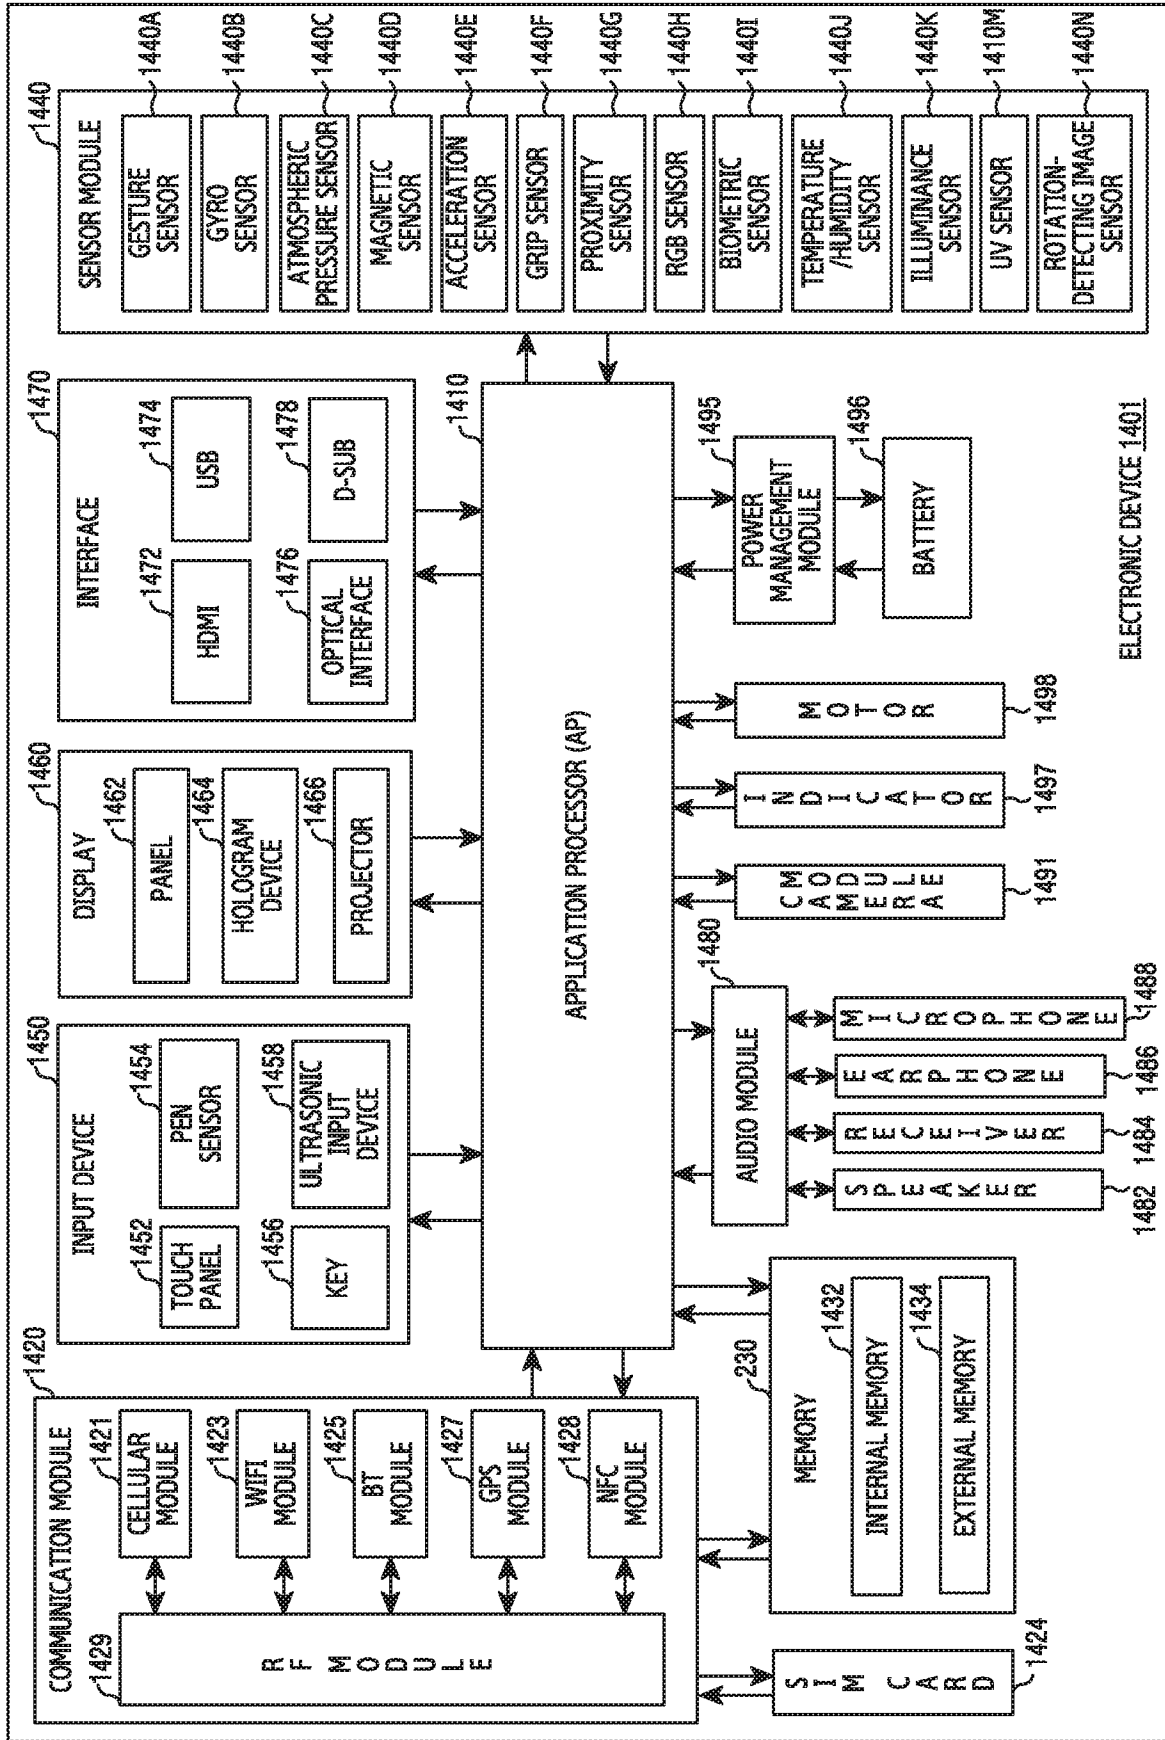 COMMUNICATION MODULE
1420
1429
RF MODULE
1421
CELLULAR
MODULE
1423
WIFI
MODULE
1425
BT
MODULE
1427
GPS
MODULE
1428
NFC
MODULE
INPUT DEVICE
1450
1452
TOUCH
PANEL
1454
PEN
SENSOR
1456
KEY
1458
ULTRASONIC
INPUT
DEVICE
DISPLAY
1460
1462
PANEL
1464
HOLOGRAM
DEVICE
1466
PROJECTOR
INTERFACE
1470
1472
HDMI
1474
USB
1476
OPTICAL
INTERFACE
1478
D-SUB
SENSOR MODULE
1440
GESTURE
SENSOR
1440A
GYRO
SENSOR
1440B
ATMOSPHERIC
PRESSURE SENSOR
1440C
MAGNETIC
SENSOR
1440D
ACCELERATION
SENSOR
1440E
GRIP SENSOR
1440F
PROXIMITY
SENSOR
1440G
RGB SENSOR
1440H
BIOMETRIC
SENSOR
1440I
TEMPERATURE
/HUMIDITY
SENSOR
1440J
ILLUMINANCE
SENSOR
1440K
UV SENSOR
1410M
ROTATION-
DETECTING IMAGE
SENSOR
1440N
APPLICATION PROCESSOR (AP)
1410
SIM CARD
1424
MEMORY
230
INTERNAL MEMORY
1432
EXTERNAL MEMORY
1434
AUDIO MODULE
1480
SPEAKER
1482
RECEIVER
1484
EARPHONE
1486
MICROPHONE
1488
CAMERA
MODULE
1491
INDICATOR
1497
MOTOR
1498
POWER
MANAGEMENT
MODULE
1495
BATTERY
1496
ELECTRONIC DEVICE 1401